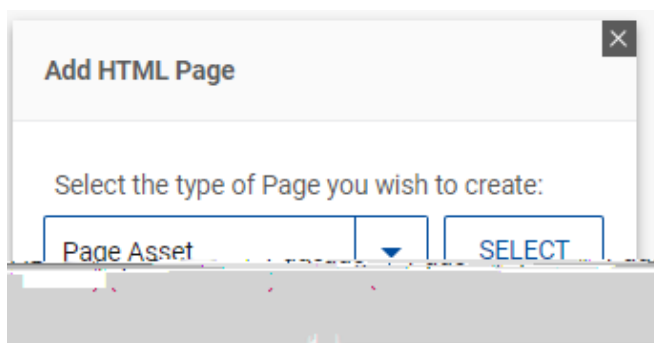 Add HTML Page
Select the type of Page you wish to create:
Page Asset SELECT